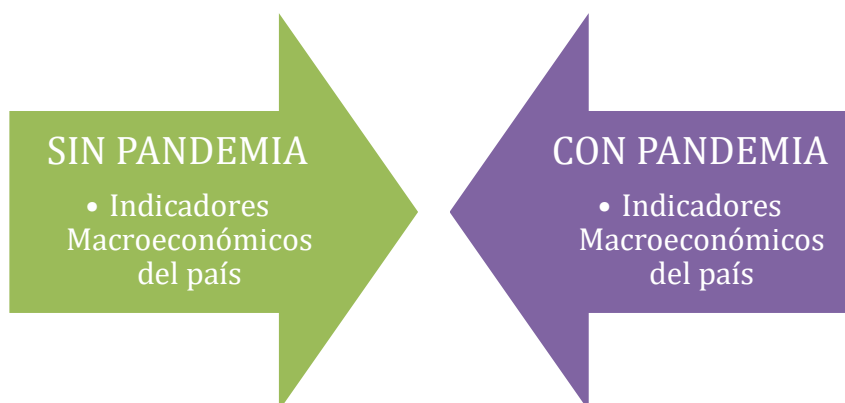 SIN PANDEMIA
• Indicadores
Macroeconómicos
del país
CON PANDEMIA
• Indicadores
Macroeconómicos
del país